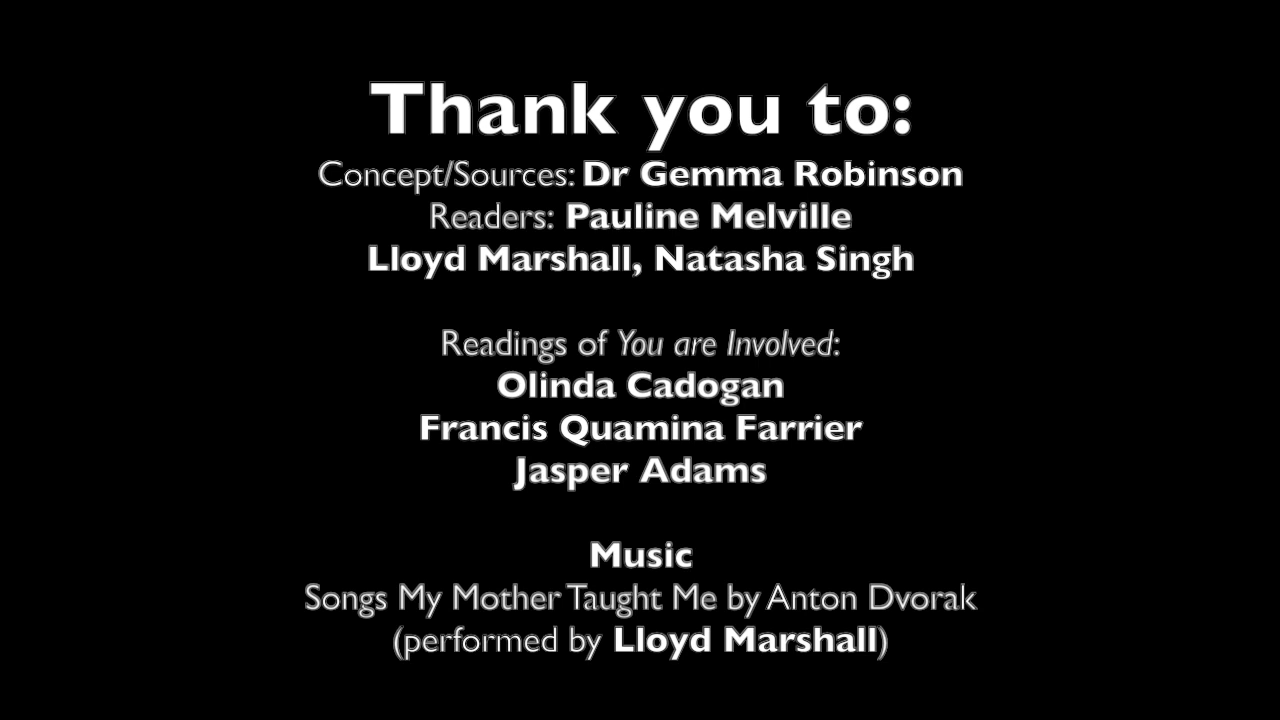 Thank you to:
Concept/Sources: Dr Gemma Robinson
Readers: Pauline Melville
Lloyd Marshall, Natasha Singh
Readings of You are Involved:
Olinda Cadogan
Francis Quamina Farrier
Jasper Adams
Music
Songs My Mother Taught Me by Anton Dvorak
(performed by Lloyd Marshall)